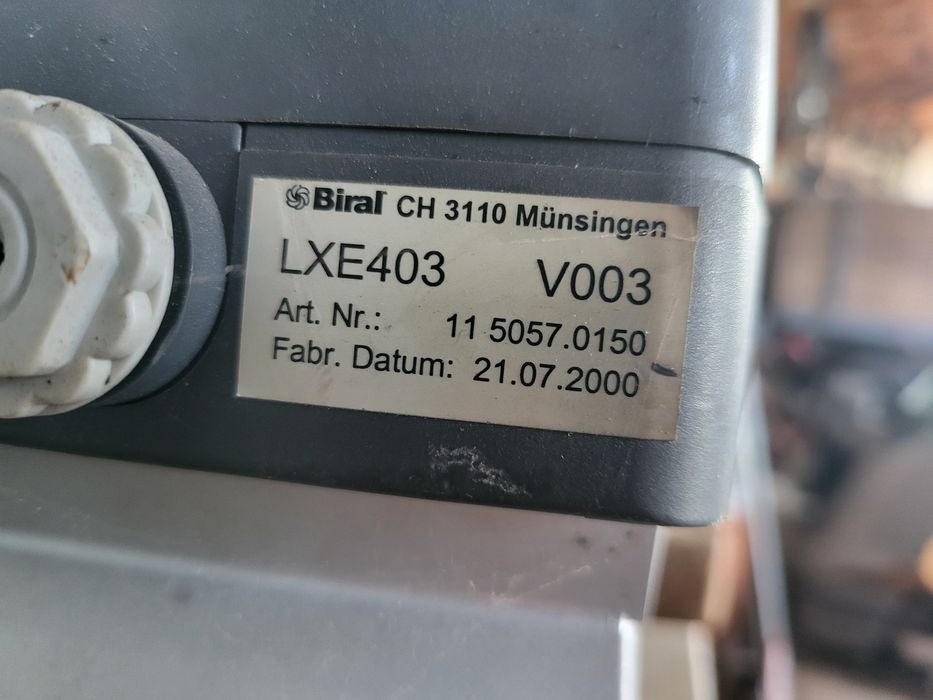 Biral CH 3110 Münsingen
LXE403 V003
Art. Nr.: 11 5057.0150
Fabr. Datum: 21.07.2000